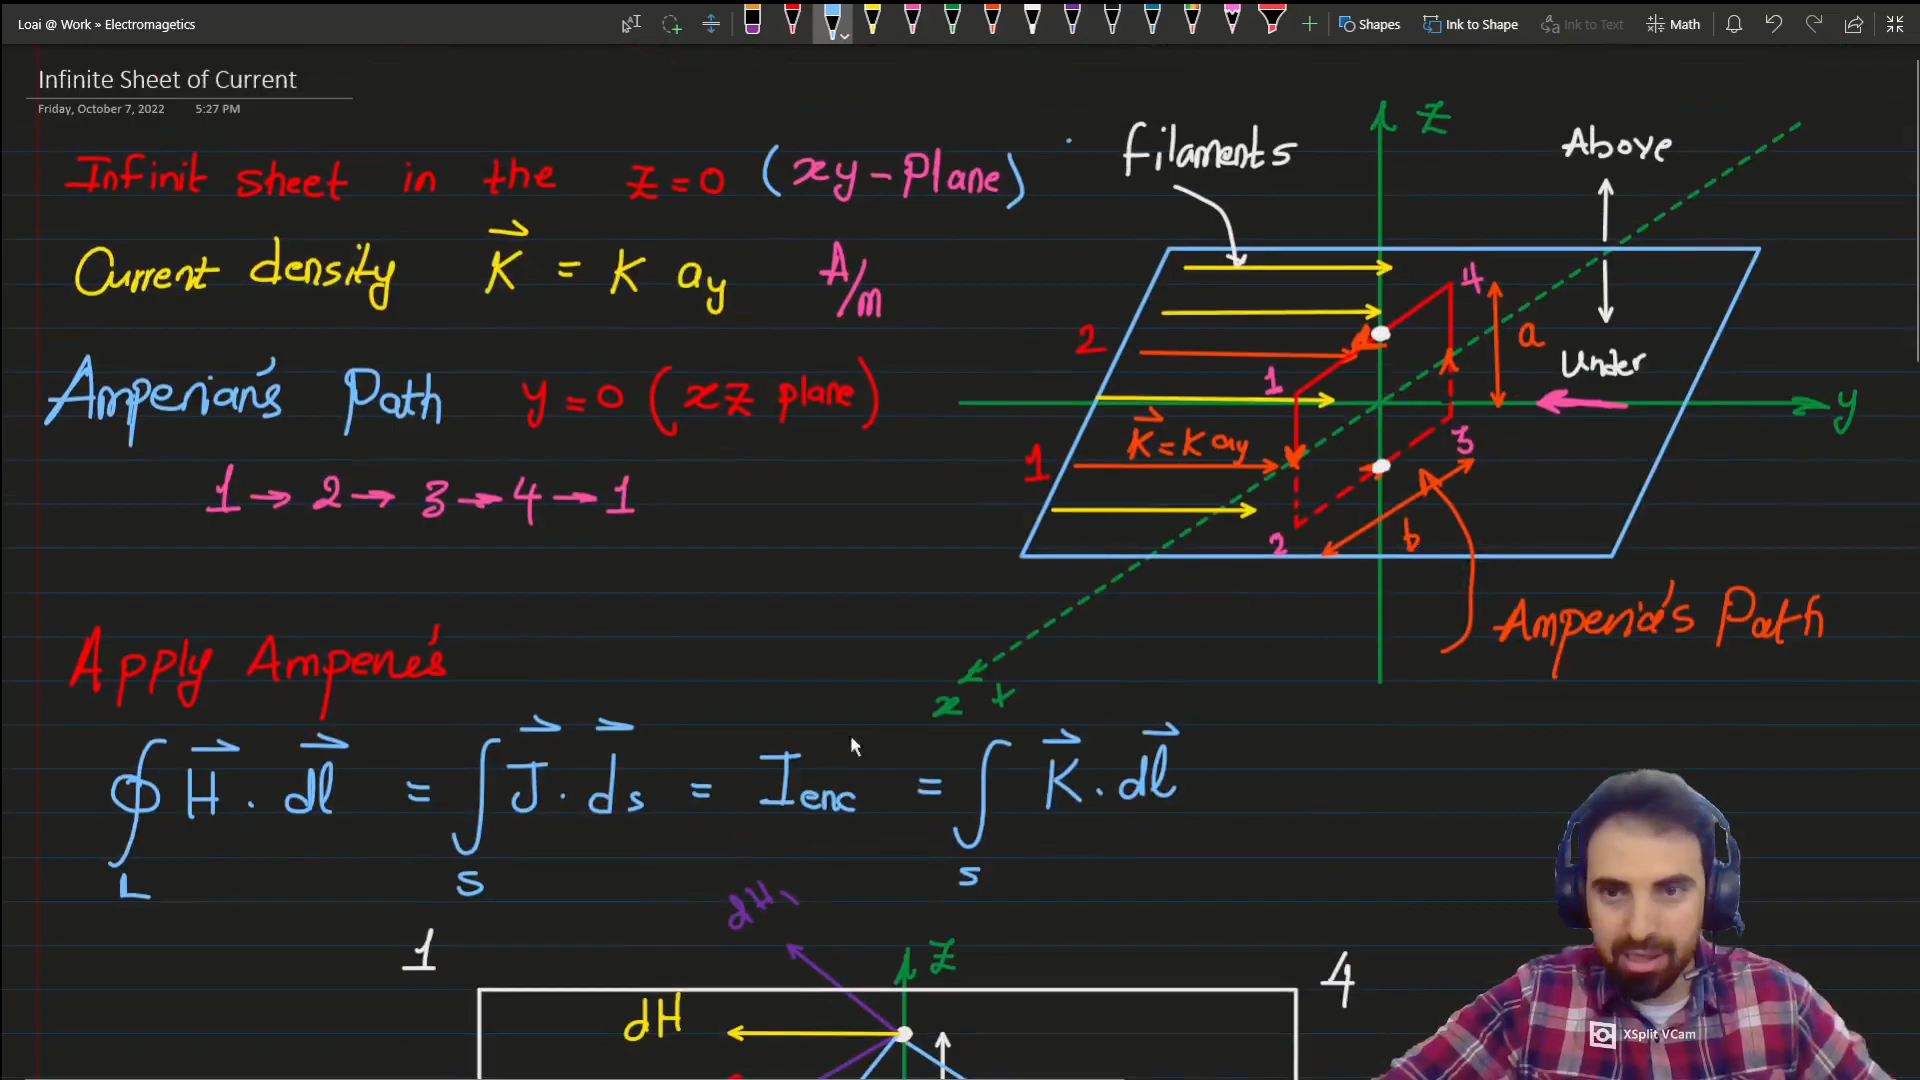 Loai @ Work » Electromagetics
Shapes
Ink to Shape
Ink to Text
Math
Infinite Sheet of Current
Friday, October 7, 2022 5:27 PM
Infinit sheet in the z=0 (xy-Plane)
Current density K = K ay A/m
Amperian's Path y=0 (xz plane)
1 → 2 → 3 → 4 → 1
filaments
z
Above
Under
4
a
2
1
y
K = K ay
3
1
2
b
x +
Amperia's Path
Apply Ampere's
∮ H . dl = ∫ J . ds = Ienc = ∫ K . dl
L S S
dH1
1
z
4
dH
XSplit VCam